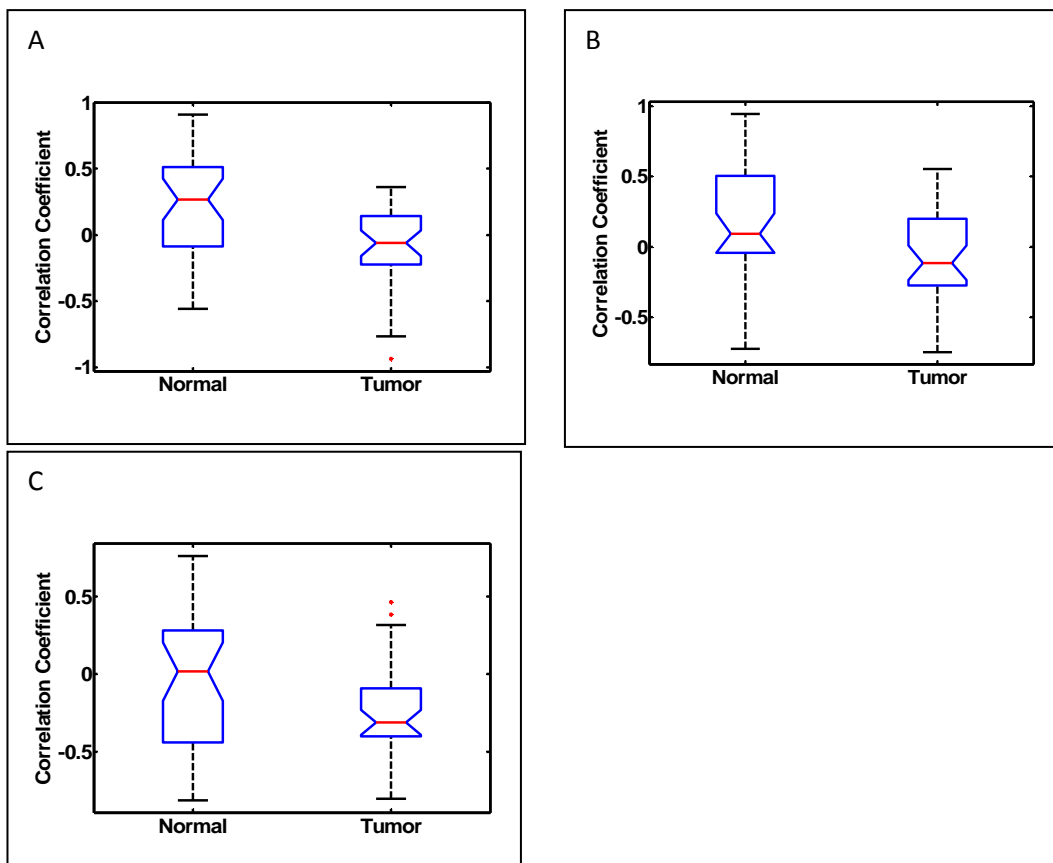 A
Correlation Coefficient
1
0.5
0
-0.5
-1
Normal Tumor
B
Correlation Coefficient
1
0.5
0
-0.5
Normal Tumor
C
Correlation Coefficient
0.5
0
-0.5
Normal Tumor